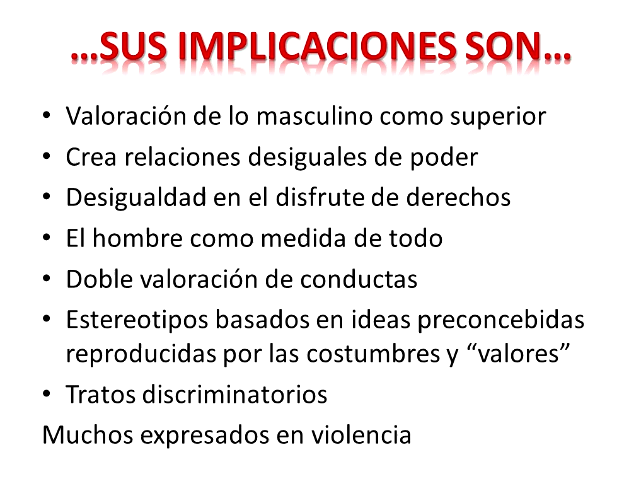 ...SUS IMPLICACIONES SON...
• Valoración de lo masculino como superior
• Crea relaciones desiguales de poder
• Desigualdad en el disfrute de derechos
• El hombre como medida de todo
• Doble valoración de conductas
• Estereotipos basados en ideas preconcebidas
reproducidas por las costumbres y “valores”
• Tratos discriminatorios
Muchos expresados en violencia